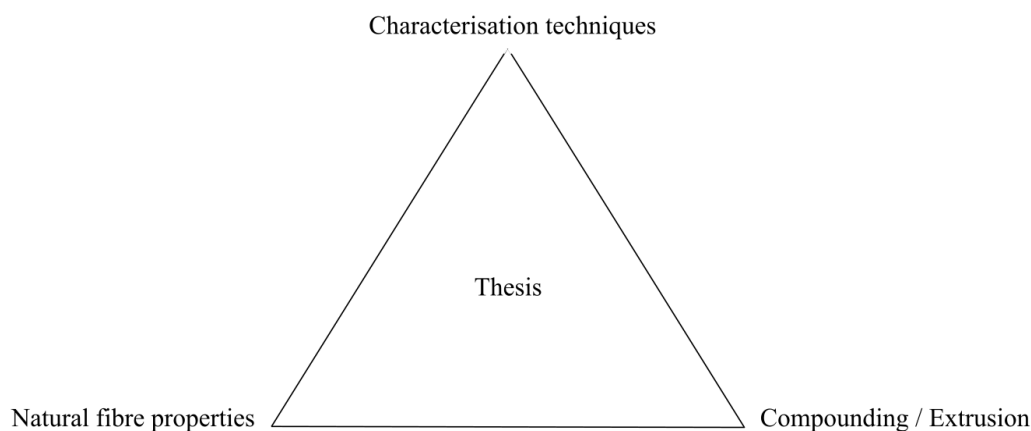 Characterisation techniques
Thesis
Natural fibre properties
Compounding / Extrusion